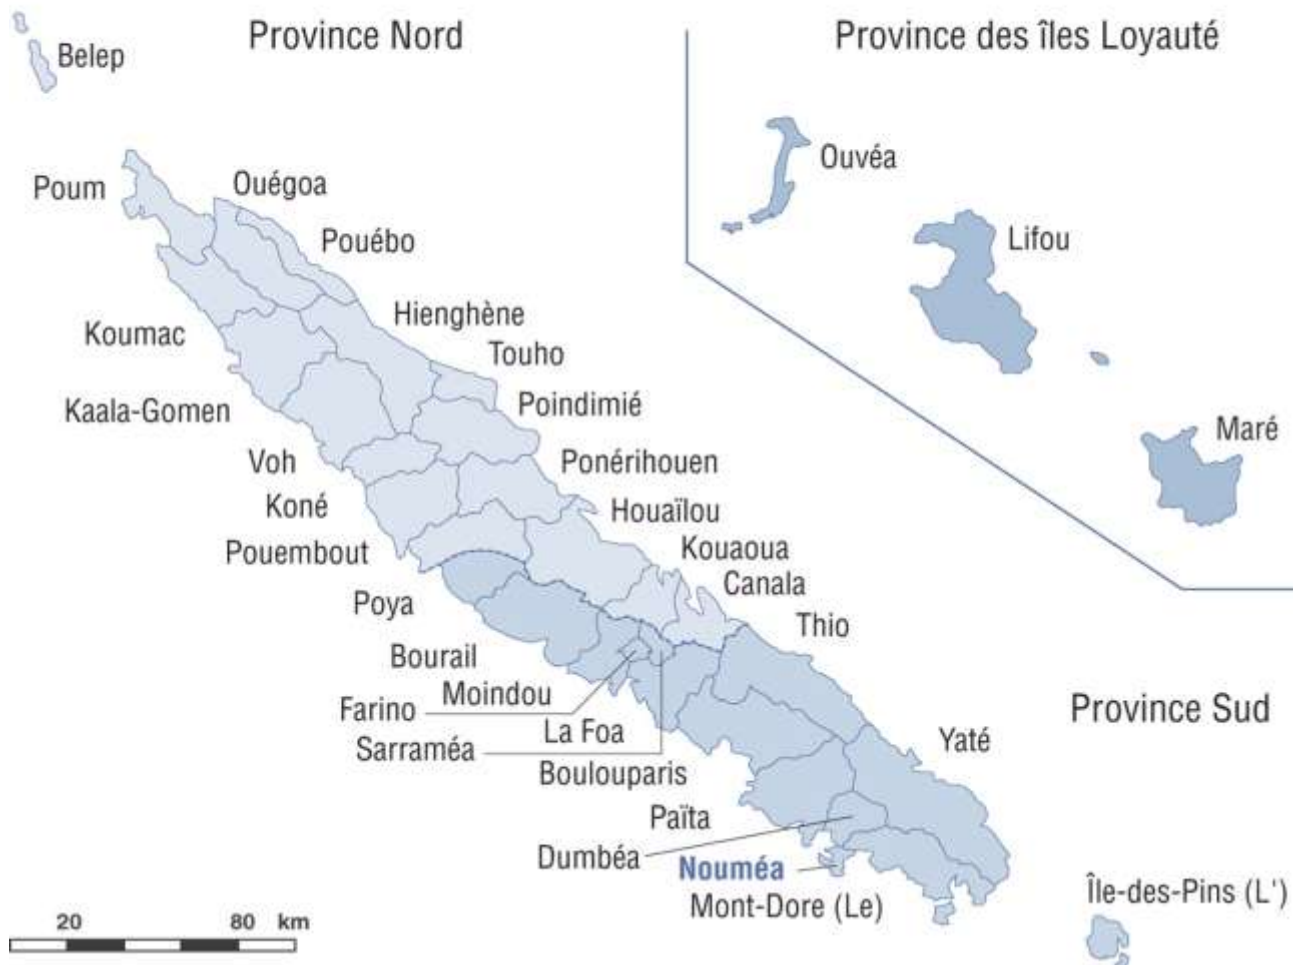 Province Nord
Province des îles Loyauté
Belep
Ouvéa
Poum
Ouégoa
Pouébo
Lifou
Hienghène
Koumac
Touho
Kaala-Gomen
Poindimié
Maré
Voh
Ponérihouen
Koné
Houaïlou
Pouembout
Kouaoua
Canala
Poya
Thio
Bourail
Moindou
Farino
Province Sud
La Foa
Sarraméa
Yaté
Boulouparis
Païta
Dumbéa
Nouméa
Mont-Dore (Le)
Île-des-Pins (L')
20 80 km